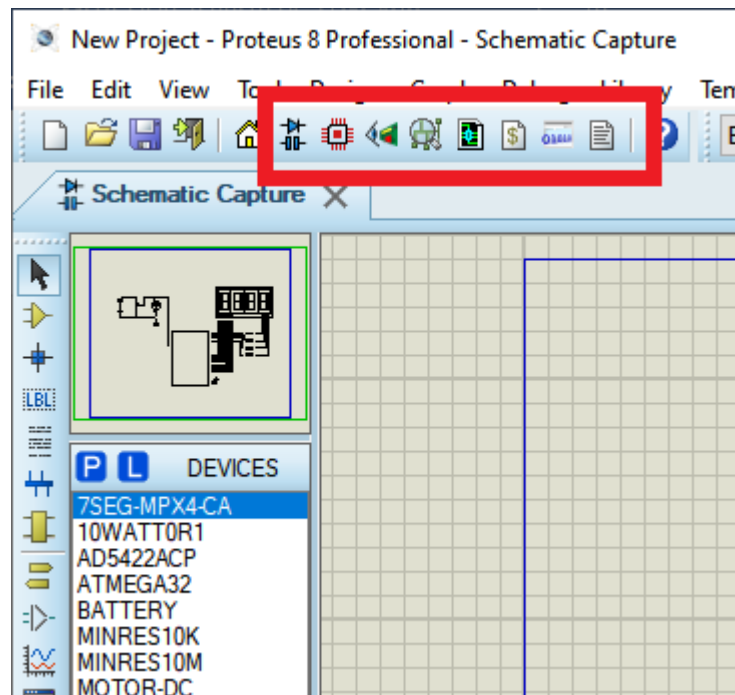 New Project - Proteus 8 Professional - Schematic Capture
File Edit View
Schematic Capture
LBL
P L DEVICES
7SEG-MPX4-CA
10WATT0R1
AD5422ACP
ATMEGA32
BATTERY
MINRES10K
MINRES10M
MOTOR-DC